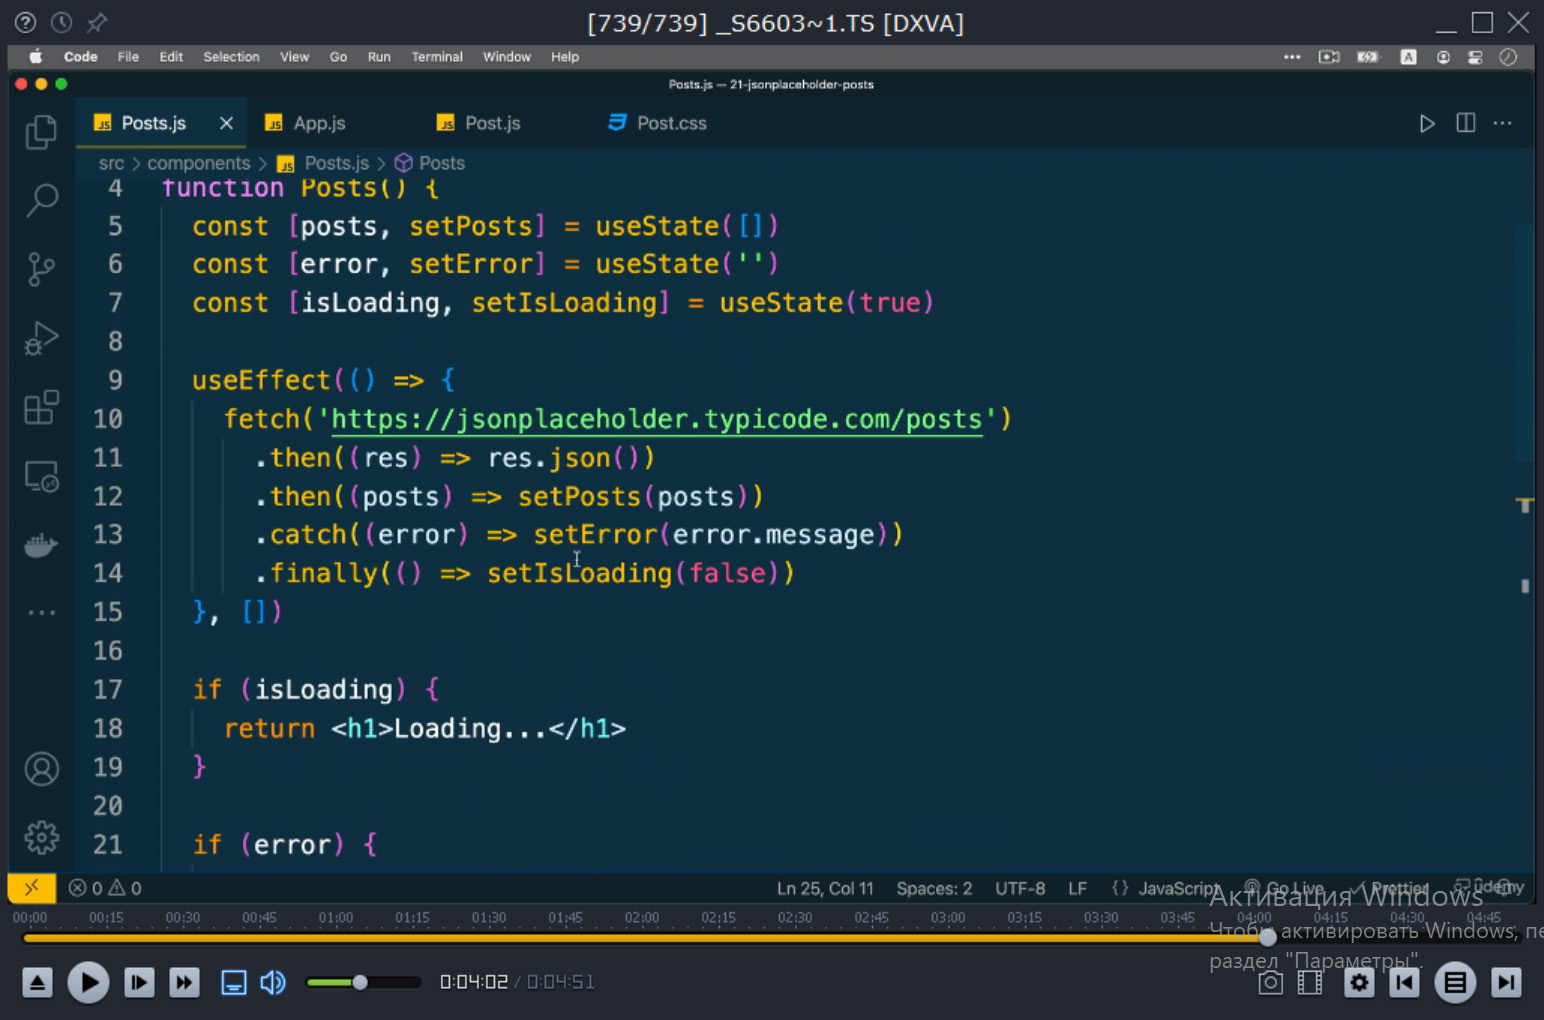 [739/739] _S6603~1.TS [DXVA]
Code File Edit Selection View Go Run Terminal Window Help
Posts.js — 21-jsonplaceholder-posts
JS Posts.js JS App.js JS Post.js Post.css
src > components > JS Posts.js > Posts
4 function Posts() {
5 const [posts, setPosts] = useState([])
6 const [error, setError] = useState('')
7 const [isLoading, setIsLoading] = useState(true)
8
9 useEffect(() => {
10 fetch('https://jsonplaceholder.typicode.com/posts')
11 .then((res) => res.json())
12 .then((posts) => setPosts(posts))
13 .catch((error) => setError(error.message))
14 .finally(() => setIsLoading(false))
15 }, [])
16
17 if (isLoading) {
18 return <h1>Loading...</h1>
19 }
20
21 if (error) {
0 0 Ln 25, Col 11 Spaces: 2 UTF-8 LF {} JavaScript Go Live Prettier ûdemy
Активация Windows
00:00 00:15 00:30 00:45 01:00 01:15 01:30 01:45 02:00 02:15 02:30 02:45 03:00 03:15 03:30 03:45 04:00 04:15 04:30 04:45
Чтобы активировать Windows,
раздел "Параметры".
0:04:02 / 0:04:51